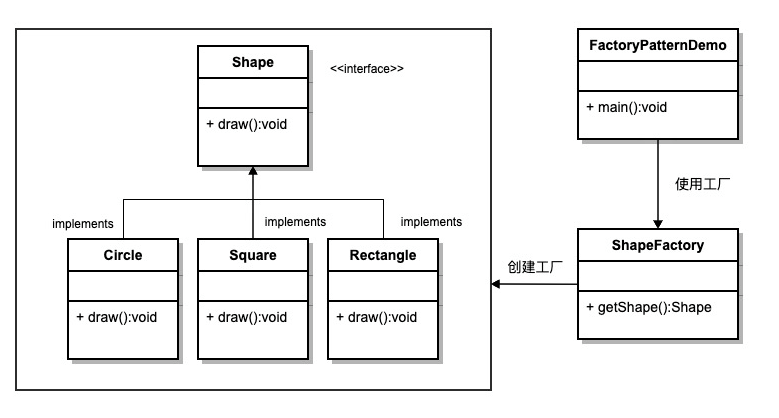 Shape
<<interface>>
+ draw():void
implements
implements
implements
Circle
+ draw():void
Square
+ draw():void
Rectangle
+ draw():void
FactoryPatternDemo
+ main():void
使用工厂
ShapeFactory
+ getShape():Shape
创建工厂